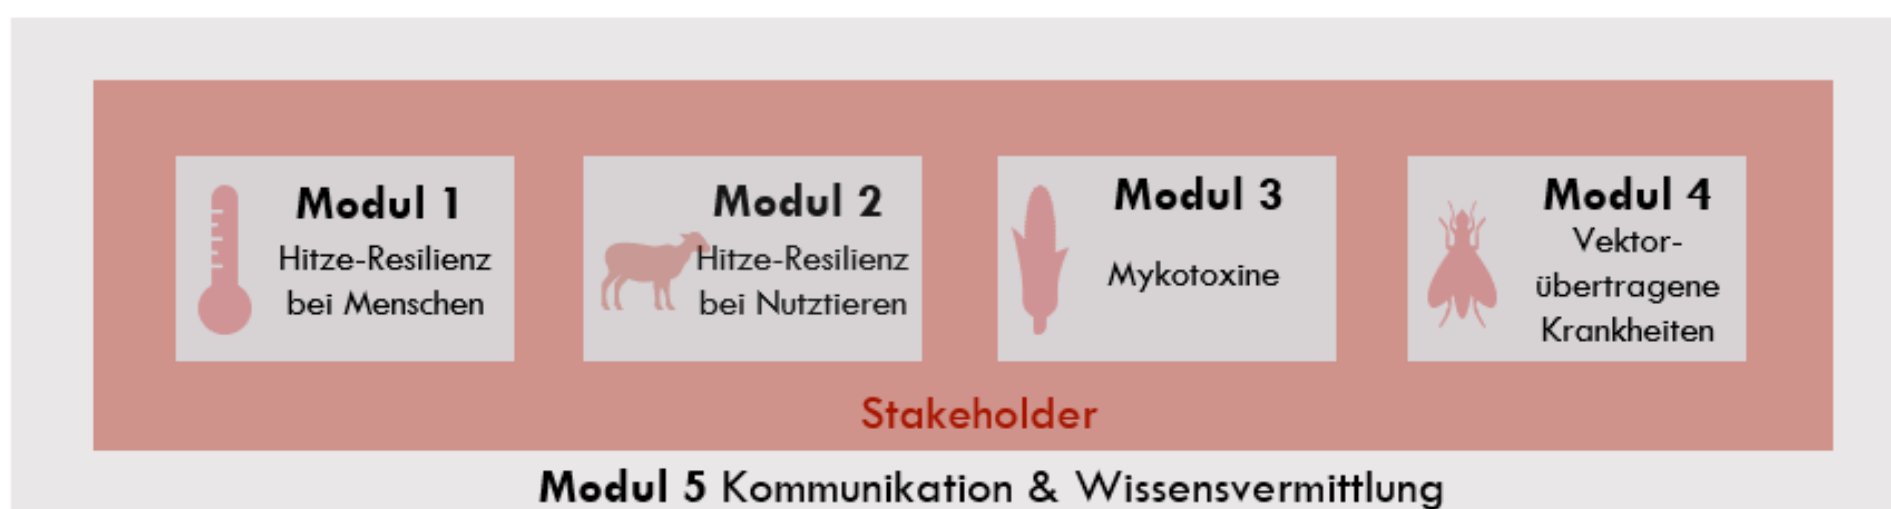 Modul 1
Hitze-Resilienz
bei Menschen
Modul 2
Hitze-Resilienz
bei Nutztieren
Modul 3
Mykotoxine
Modul 4
Vektor-
übertragene
Krankheiten
Stakeholder
Modul 5 Kommunikation & Wissensvermittlung